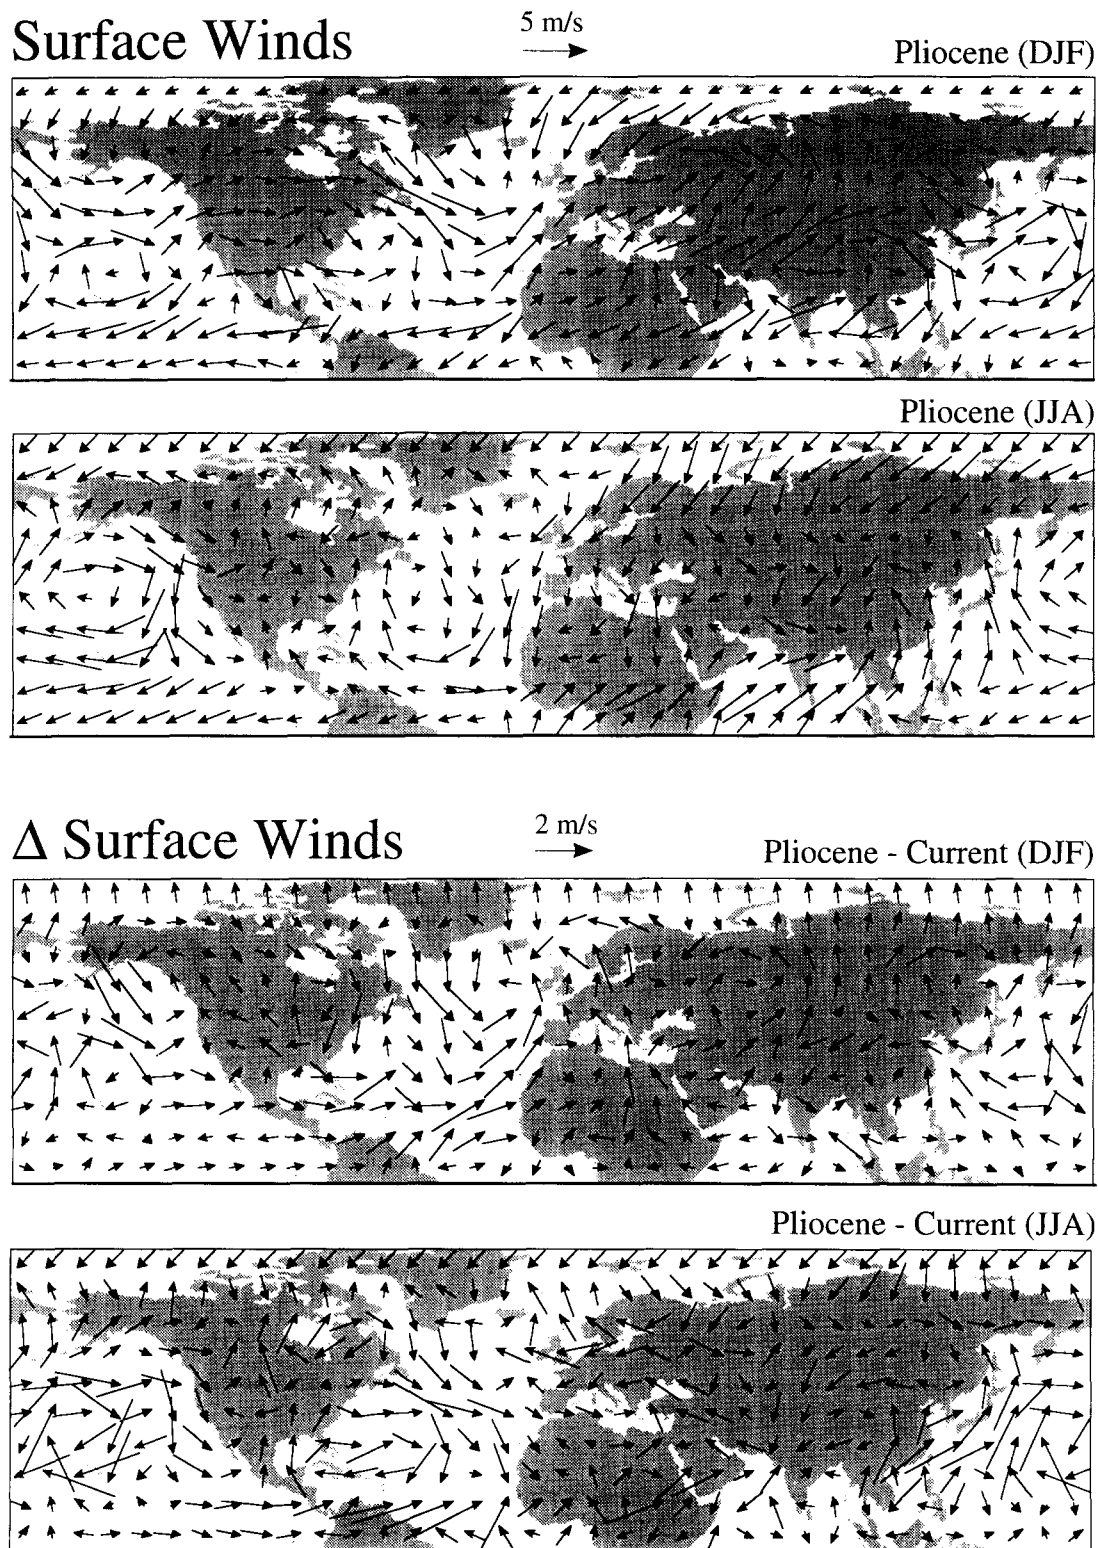 Surface Winds
5 m/s
Pliocene (DJF)
Pliocene (JJA)
Δ Surface Winds
2 m/s
Pliocene - Current (DJF)
Pliocene - Current (JJA)